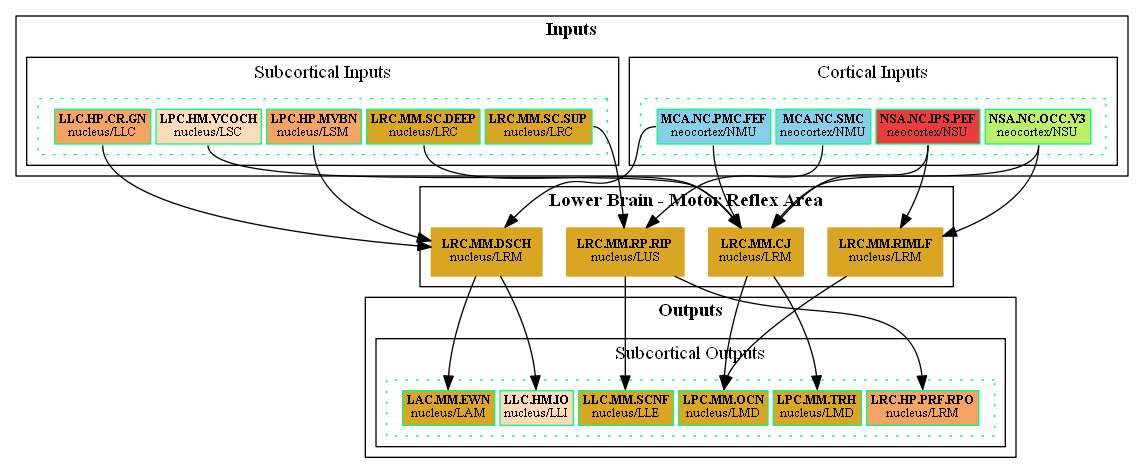 Inputs
Subcortical Inputs
Cortical Inputs
LLC.HP.CR.GN
nucleus/LLC
LPC.HM.VCOCH
nucleus/LSC
LPC.HP.MVBN
nucleus/LSM
LRC.MM.SC.DEEP
nucleus/LRC
LRC.MM.SC.SUP
nucleus/LRC
MCA.NC.PMC.FEF
neocortex/NMU
MCA.NC.SMC
neocortex/NMU
NSA.NC.IPS.PEF
neocortex/NSU
NSA.NC.OCC.V3
neocortex/NSU
Lower Brain - Motor Reflex Area
LRC.MM.DSCH
nucleus/LRM
LRC.MM.RP.RIP
nucleus/LUS
LRC.MM.CJ
nucleus/LRM
LRC.MM.RIMLF
nucleus/LRM
Outputs
Subcortical Outputs
LAC.MM.EWN
nucleus/LAM
LLC.HM.IO
nucleus/LLI
LLC.MM.SCNF
nucleus/LLE
LPC.MM.OCN
nucleus/LMD
LPC.MM.TRH
nucleus/LMD
LRC.HP.PRF.RPO
nucleus/LRM